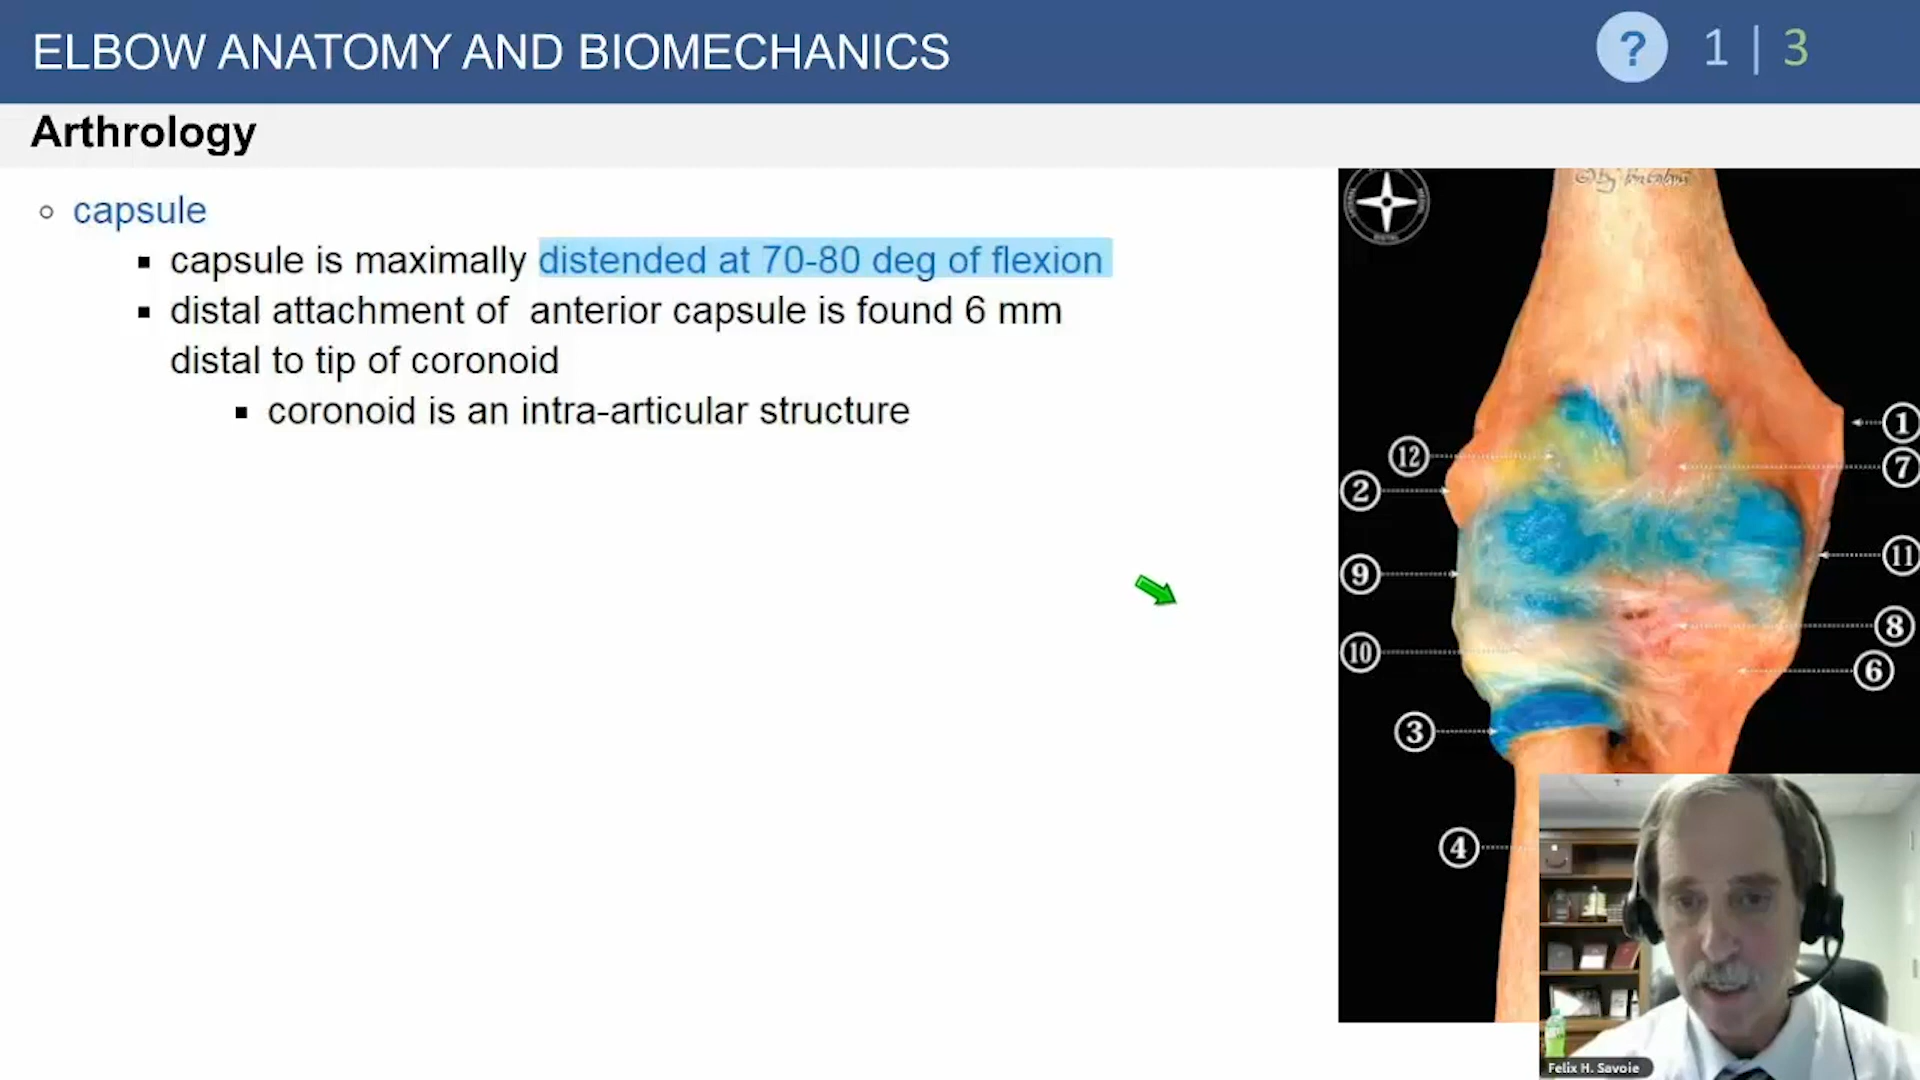 ELBOW ANATOMY AND BIOMECHANICS
? 1 | 3
Arthrology
capsule
capsule is maximally distended at 70-80 deg of flexion
distal attachment of anterior capsule is found 6 mm
distal to tip of coronoid
coronoid is an intra-articular structure
1
12
7
2
11
9
8
10
6
3
4
Felix H. Savoie